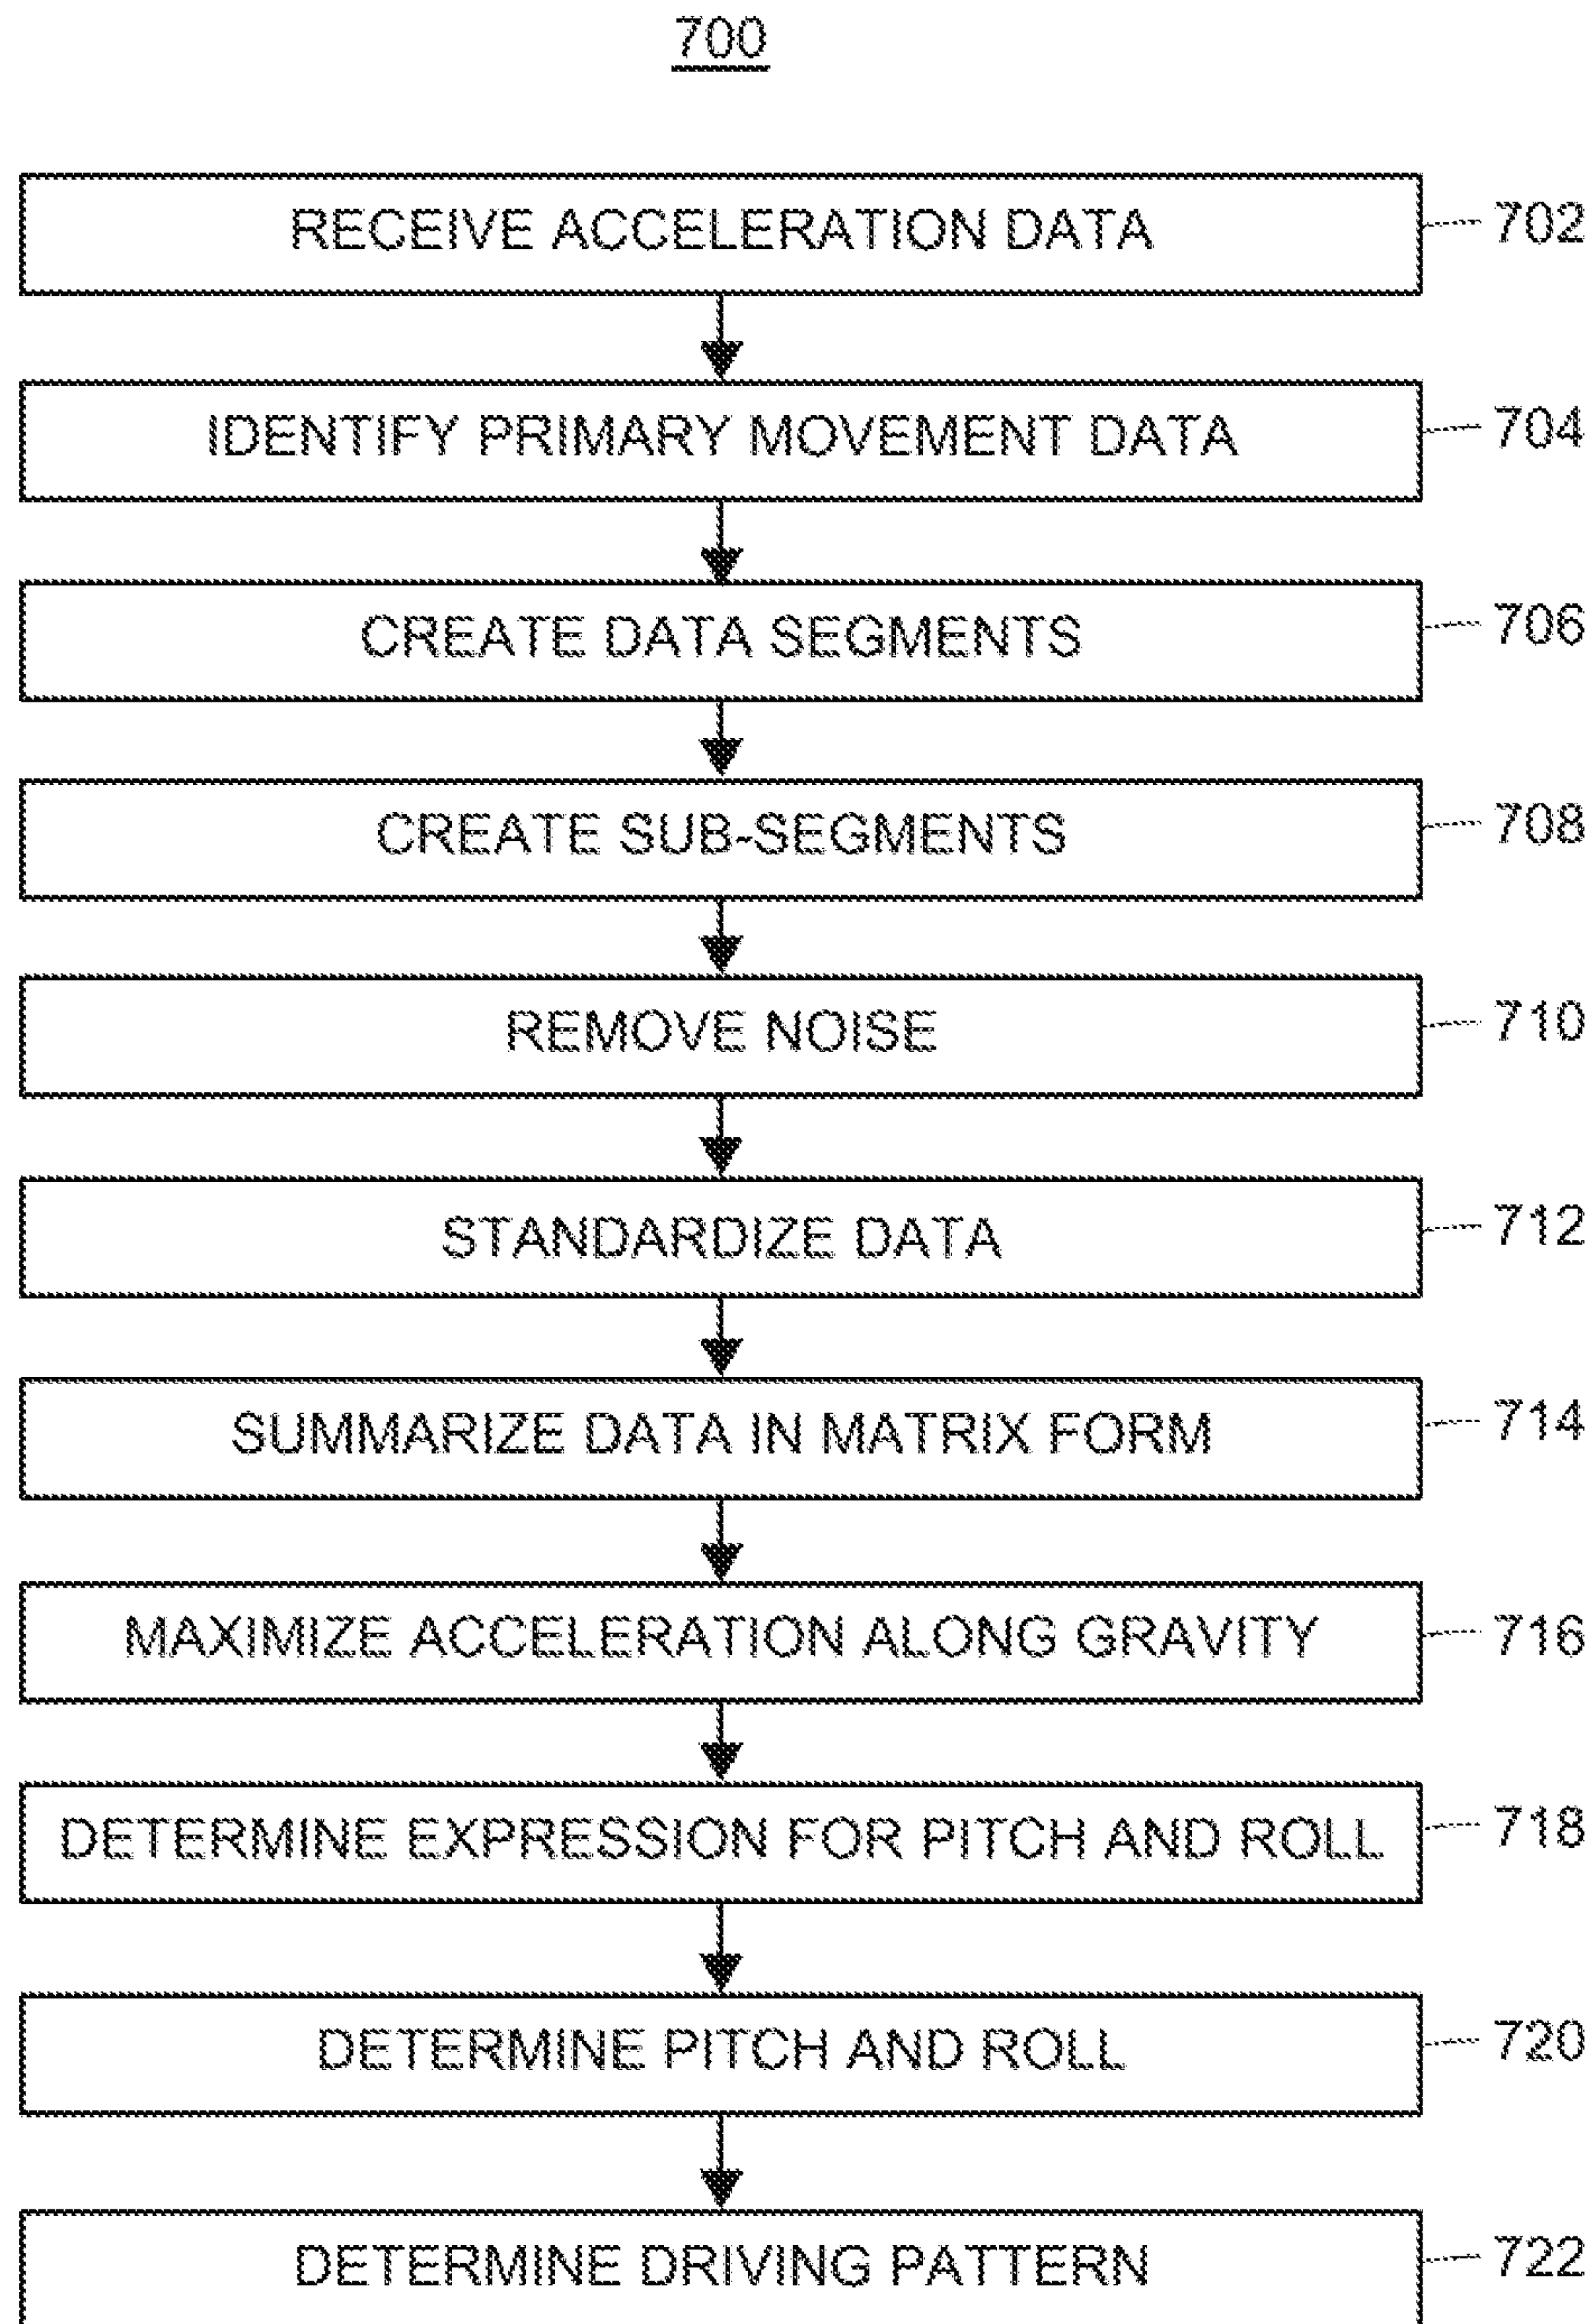 700
RECEIVE ACCELERATION DATA 702
IDENTIFY PRIMARY MOVEMENT DATA 704
CREATE DATA SEGMENTS 706
CREATE SUB-SEGMENTS 708
REMOVE NOISE 710
STANDARDIZE DATA 712
SUMMARIZE DATA IN MATRIX FORM 714
MAXIMIZE ACCELERATION ALONG GRAVITY 716
DETERMINE EXPRESSION FOR PITCH AND ROLL 718
DETERMINE PITCH AND ROLL 720
DETERMINE DRIVING PATTERN 722